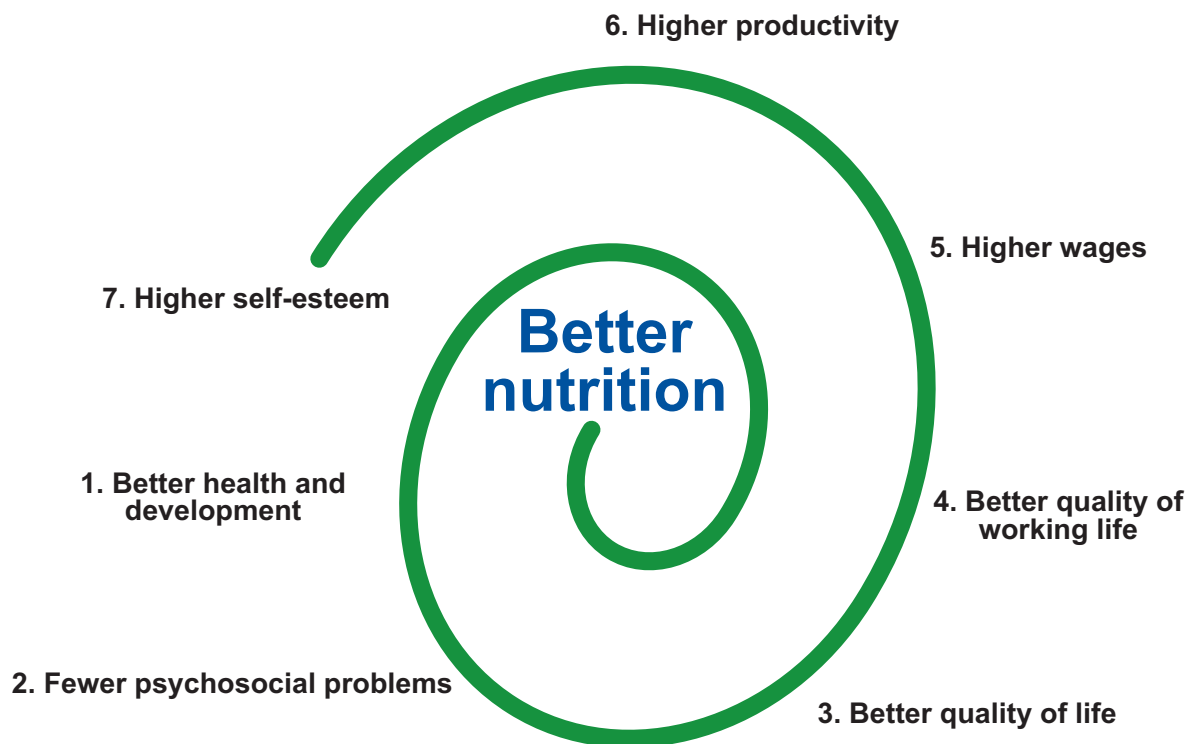 6. Higher productivity
5. Higher wages
7. Higher self-esteem
Better
nutrition
1. Better health and
development
4. Better quality of
working life
2. Fewer psychosocial problems
3. Better quality of life